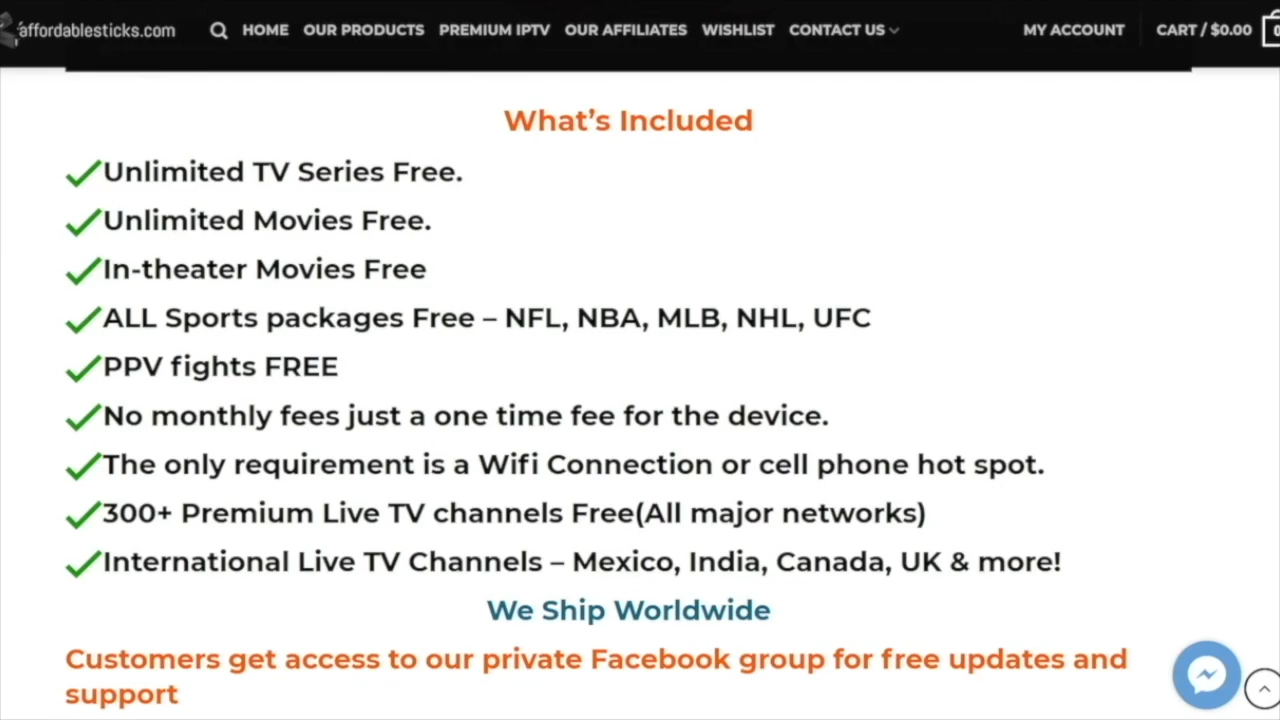 affordablesticks.com HOME OUR PRODUCTS PREMIUM IPTV OUR AFFILIATES WISHLIST CONTACT US MY ACCOUNT CART / $0.00 0
What's Included
Unlimited TV Series Free.
Unlimited Movies Free.
In-theater Movies Free
ALL Sports packages Free – NFL, NBA, MLB, NHL, UFC
PPV fights FREE
No monthly fees just a one time fee for the device.
The only requirement is a Wifi Connection or cell phone hot spot.
300+ Premium Live TV channels Free(All major networks)
International Live TV Channels – Mexico, India, Canada, UK & more!
We Ship Worldwide
Customers get access to our private Facebook group for free updates and
support